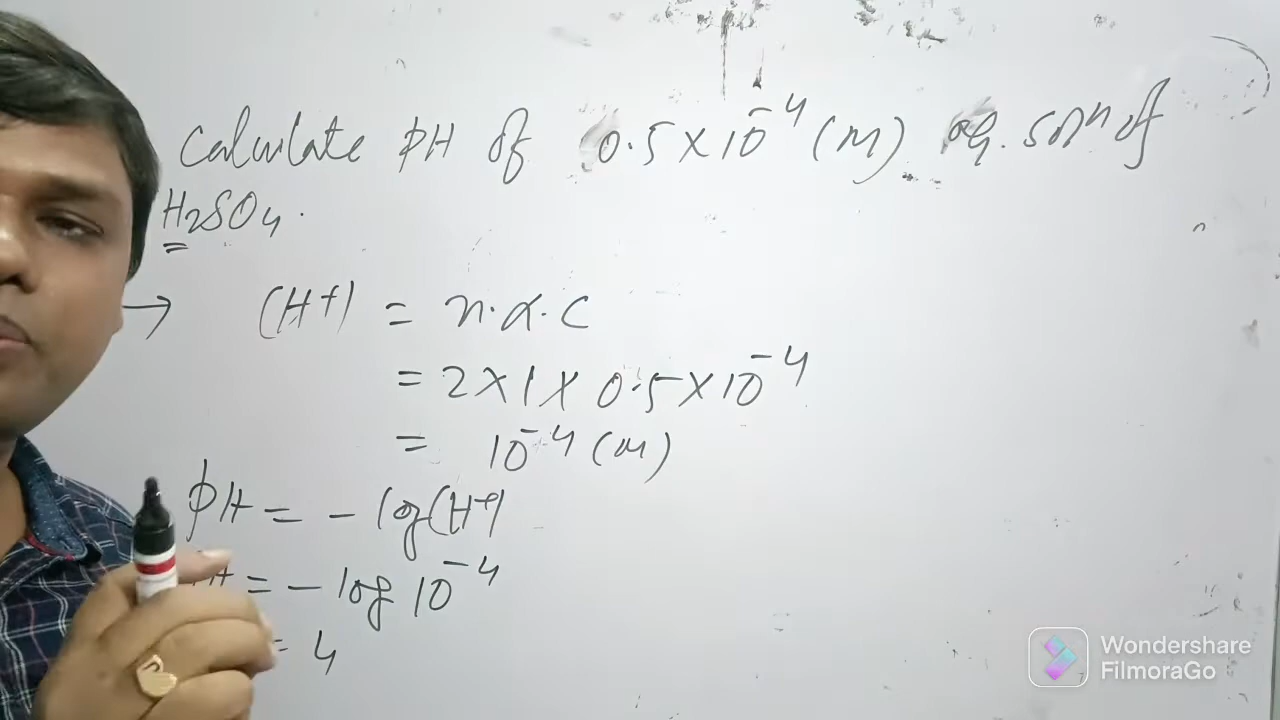 Calculate pH of 0.5×10⁻⁴ (M) aq. solⁿ of
H₂SO₄.
→ (H⁺) = n.α.c
= 2×1× 0.5×10⁻⁴
= 10⁻⁴ (M)
pH = - log(H⁺)
= - log 10⁻⁴
= 4
Wondershare
FilmoraGo